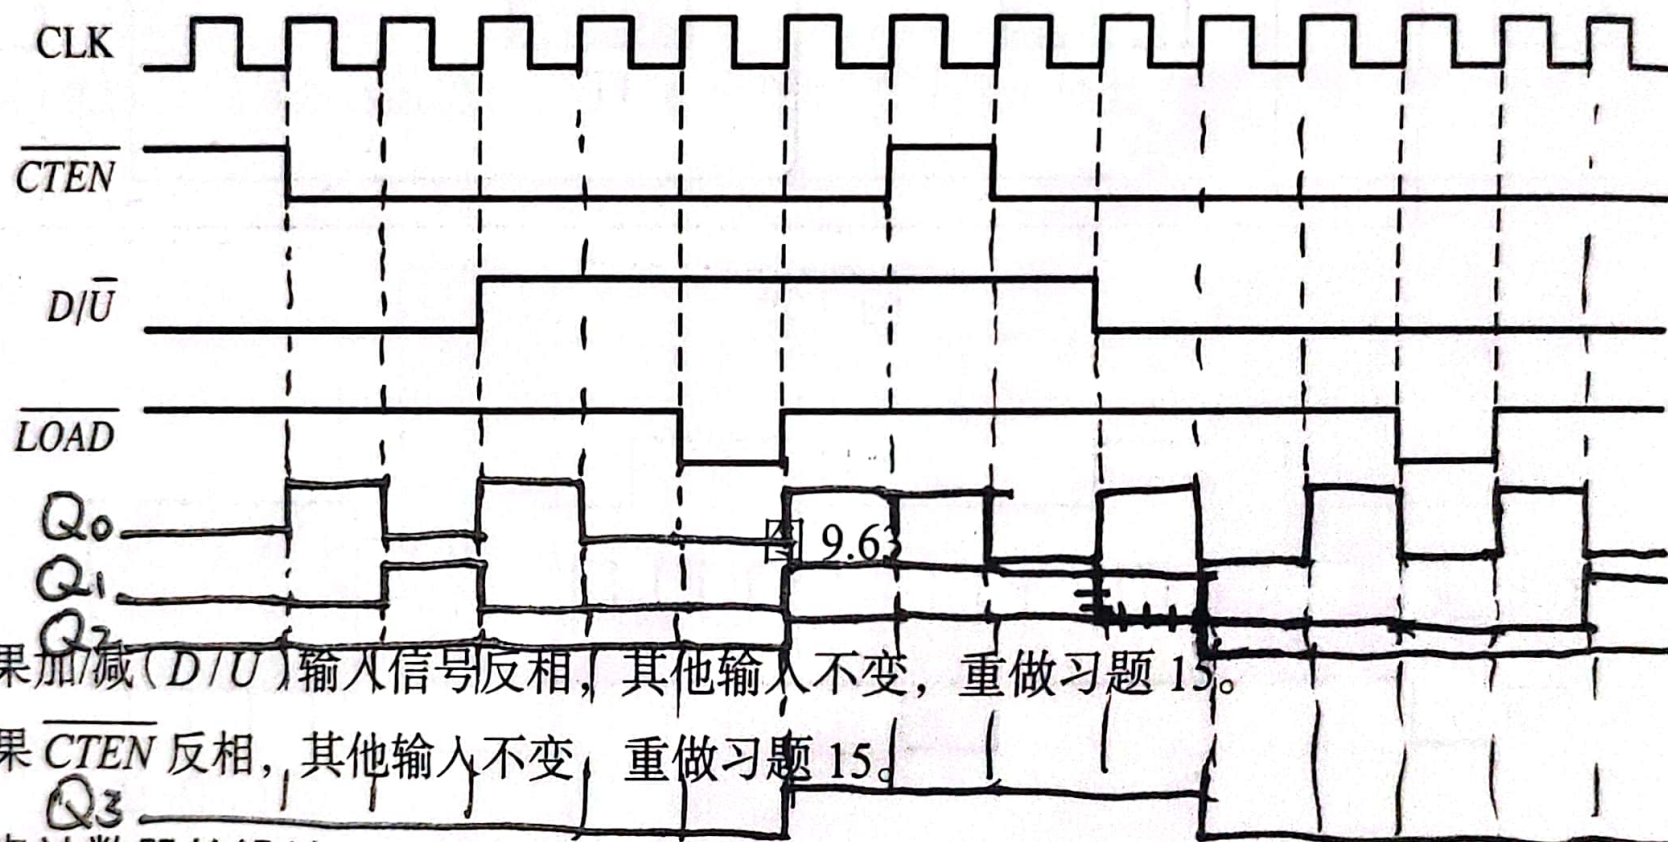 CLK
CTEN
D/U
LOAD
Q0
图 9.63
Q1
Q2
果加/减(D/U)输入信号反相，其他输入不变，重做习题 15。
果 CTEN 反相，其他输入不变，重做习题 15。
Q3